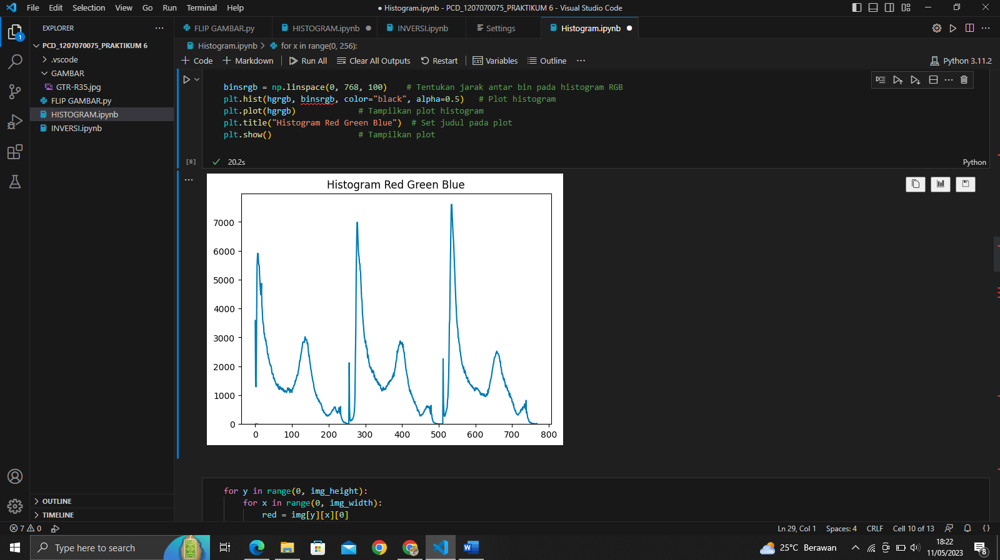 File Edit Selection View Go Run Terminal Help
● Histogram.ipynb - PCD_1207070075_PRAKTIKUM 6 - Visual Studio Code
EXPLORER
PCD_1207070075_PRAKTIKUM 6
.vscode
GAMBAR
GTR-R35.jpg
FLIP GAMBAR.py
HISTOGRAM.ipynb
INVERSI.ipynb
OUTLINE
TIMELINE
FLIP GAMBAR.py HISTOGRAM.ipynb INVERSI.ipynb Settings Histogram.ipynb
Histogram.ipynb > for x in range(0, 256):
Code Markdown Run All Clear All Outputs Restart Variables Outline ... Python 3.11.2
binsrgb = np.linspace(0, 768, 100) # Tentukan jarak antar bin pada histogram RGB
plt.hist(hgrgb, binsrgb, color="black", alpha=0.5) # Plot histogram
plt.plot(hgrgb) # Tampilkan plot histogram
plt.title("Histogram Red Green Blue") # Set judul pada plot
plt.show() # Tampilkan plot
[8] 20.2s Python
Histogram Red Green Blue
7000
6000
5000
4000
3000
2000
1000
0
0 100 200 300 400 500 600 700 800
for y in range(0, img_height):
for x in range(0, img_width):
red = img[y][x][0]
7 0 Ln 29, Col 1 Spaces: 4 CRLF Cell 10 of 13
Type here to search
25°C Berawan
18:22
11/05/2023
8
1